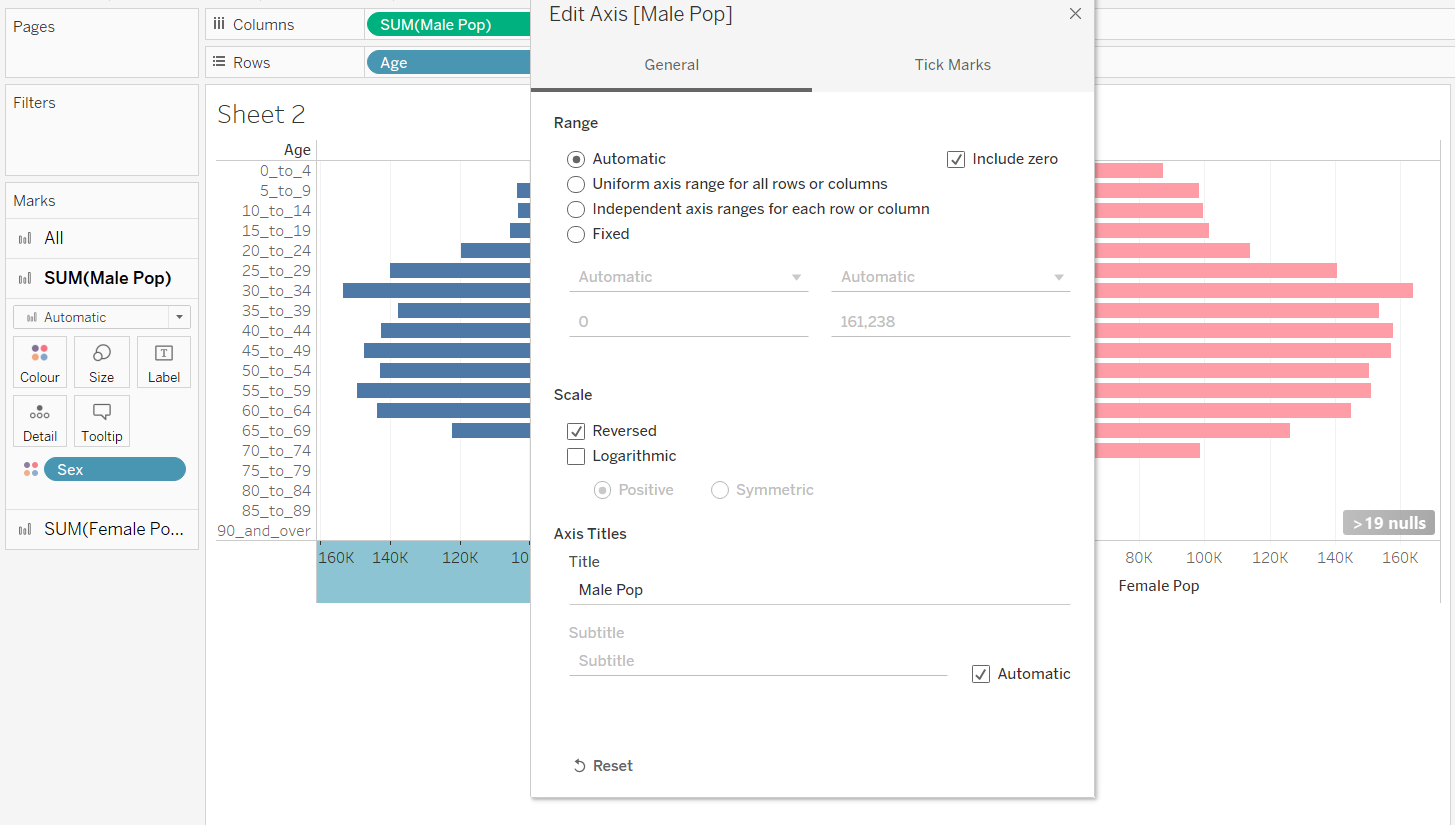 Pages
Columns
SUM(Male Pop)
Rows
Age
Filters
Marks
All
SUM(Male Pop)
Automatic
Colour
Size
Label
Detail
Tooltip
Sex
SUM(Female Po...
Sheet 2
Age
0_to_4
5_to_9
10_to_14
15_to_19
20_to_24
25_to_29
30_to_34
35_to_39
40_to_44
45_to_49
50_to_54
55_to_59
60_to_64
65_to_69
70_to_74
75_to_79
80_to_84
85_to_89
90_and_over
160K 140K 120K 10
Edit Axis [Male Pop]
General
Tick Marks
Range
Automatic
Include zero
Uniform axis range for all rows or columns
Independent axis ranges for each row or column
Fixed
Automatic
Automatic
0
161,238
Scale
Reversed
Logarithmic
Positive
Symmetric
Axis Titles
Title
Male Pop
Subtitle
Subtitle
Automatic
Reset
>19 nulls
80K 100K 120K 140K 160K
Female Pop